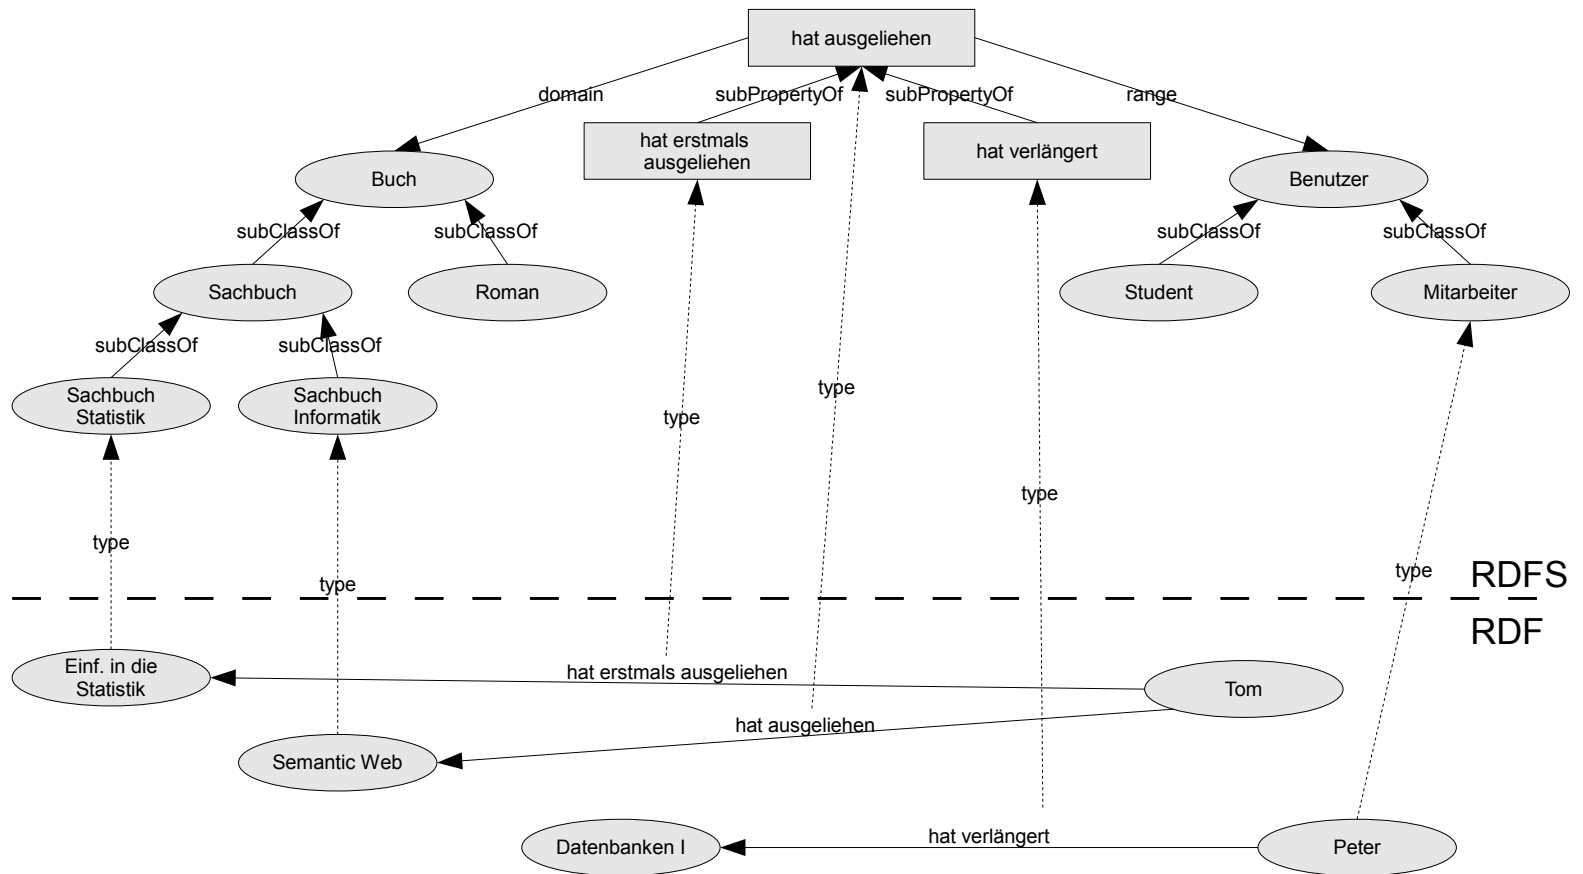 hat ausgeliehen
domain
subPropertyOf
subPropertyOf
range
hat erstmals
ausgeliehen
hat verlängert
Buch
Benutzer
subClassOf
subClassOf
subClassOf
subClassOf
Sachbuch
Roman
Student
Mitarbeiter
subClassOf
subClassOf
type
Sachbuch
Statistik
Sachbuch
Informatik
type
type
type
type
type
RDFS
RDF
Einf. in die
Statistik
hat erstmals ausgeliehen
Tom
hat ausgeliehen
Semantic Web
hat verlängert
Datenbanken I
Peter